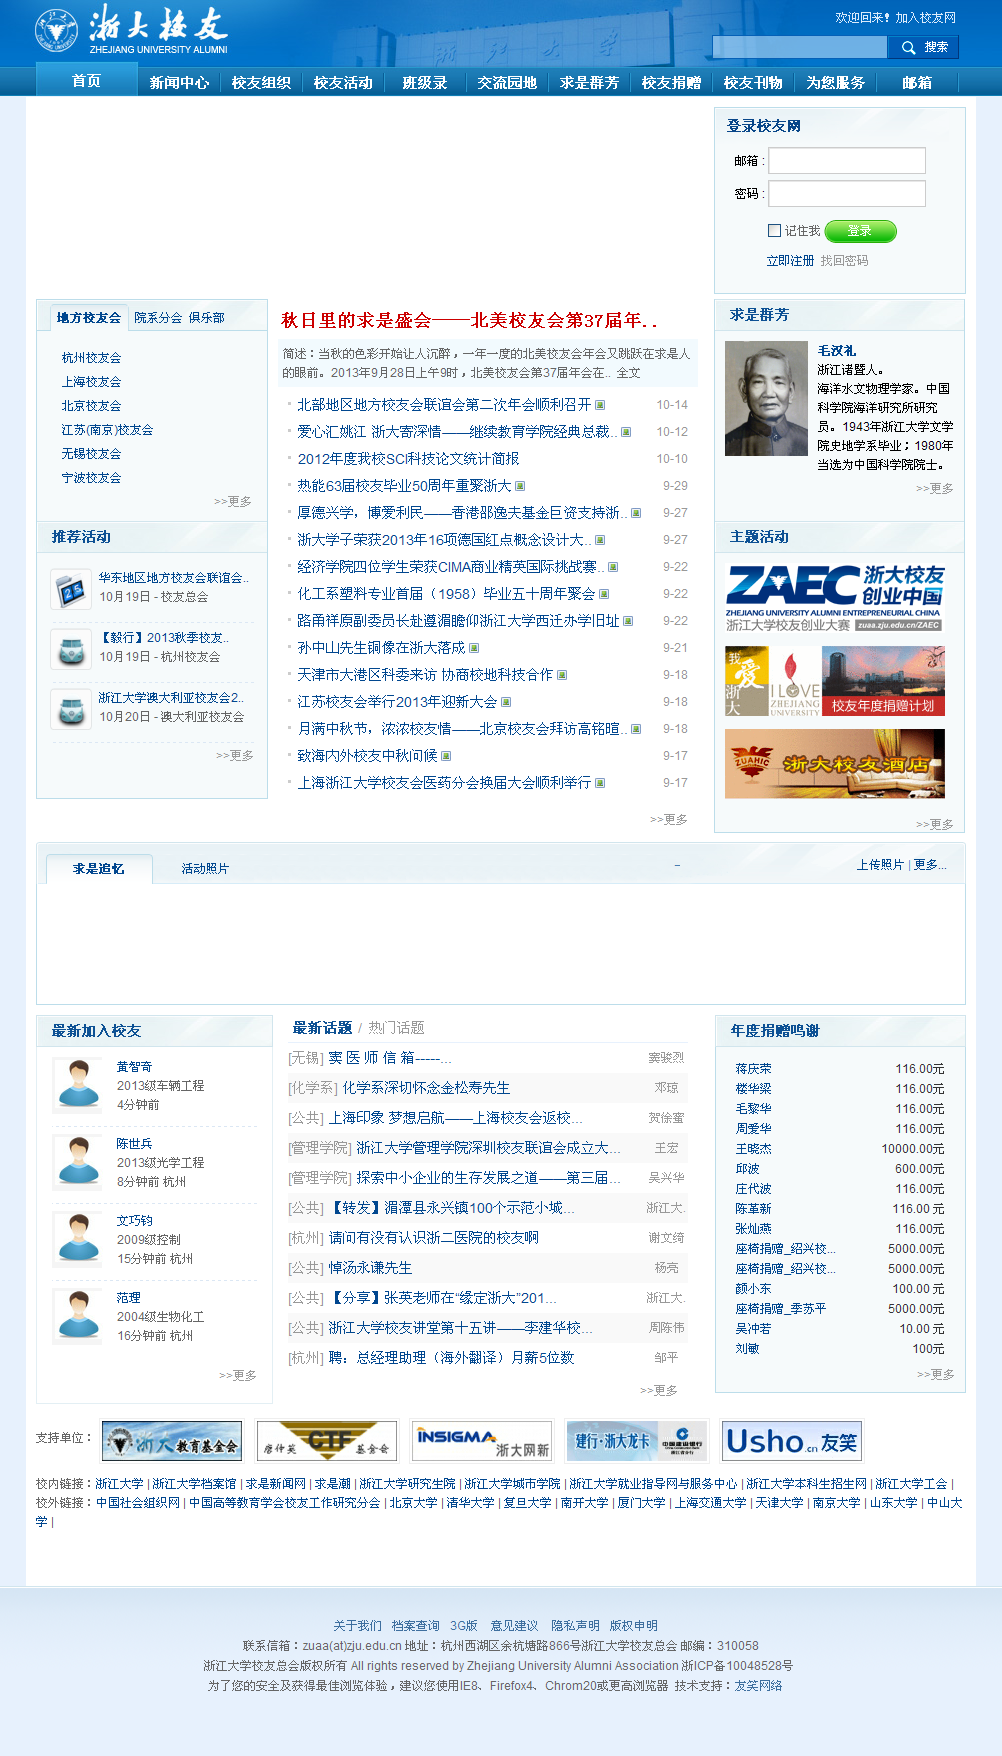 浙大校友
ZHEJIANG UNIVERSITY ALUMNI
欢迎回来! 加入校友网
搜索
首页 新闻中心 校友组织 校友活动 班级录 交流园地 求是群芳 校友捐赠 校友刊物 为您服务 邮箱
登录校友网
邮箱 :
密码 :
记住我 登录
立即注册 找回密码
地方校友会 院系分会 俱乐部
杭州校友会
上海校友会
北京校友会
江苏(南京)校友会
无锡校友会
宁波校友会
>>更多
推荐活动
华东地区地方校友会联谊会..
10月19日 - 校友总会
【毅行】2013秋季校友..
10月19日 - 杭州校友会
浙江大学澳大利亚校友会2..
10月20日 - 澳大利亚校友会
>>更多
秋日里的求是盛会——北美校友会第37届年..
简述：当秋的色彩开始让人沉醉，一年一度的北美校友会年会又跳跃在求是人
的眼前。2013年9月28日上午9时，北美校友会第37届年会在.. 全文
北部地区地方校友会联谊会第二次年会顺利召开 10-14
爱心汇姚江 浙大寄深情——继续教育学院经典总裁.. 10-12
2012年度我校SCI科技论文统计简报 10-10
热能63届校友毕业50周年重聚浙大 9-29
厚德兴学，博爱利民——香港邵逸夫基金巨资支持浙.. 9-27
浙大学子荣获2013年16项德国红点概念设计大.. 9-27
经济学院四位学生荣获CIMA商业精英国际挑战赛.. 9-22
化工系塑料专业首届（1958）毕业五十周年聚会 9-22
路甬祥原副委员长赴遵湄瞻仰浙江大学西迁办学旧址 9-22
孙中山先生铜像在浙大落成 9-21
天津市大港区科委来访 协商校地科技合作 9-18
江苏校友会举行2013年迎新大会 9-18
月满中秋节，浓浓校友情——北京校友会拜访高铭暄.. 9-18
致海内外校友中秋问候 9-17
上海浙江大学校友会医药分会换届大会顺利举行 9-17
>>更多
求是群芳
毛汉礼
浙江诸暨人。
海洋水文物理学家。中国
科学院海洋研究所研究
员。1943年浙江大学文学
院史地学系毕业；1980年
当选为中国科学院院士。
>>更多
主题活动
ZAEC 浙大校友
创业中国
ZHEJIANG UNIVERSITY ALUMNI ENTREPRENEURIAL CHINA
浙江大学校友创业大赛 zuaa.zju.edu.cn/ZAEC
我爱浙大
I LOVE
ZHEJIANG
UNIVERSITY
校友年度捐赠计划
ZUAHIC
浙大校友酒店
>>更多
求是追忆 活动照片 上传照片 | 更多...
最新加入校友
黄智奇
2013级车辆工程
4分钟前
陈世兵
2013级光学工程
8分钟前 杭州
文巧钧
2009级控制
15分钟前 杭州
范理
2004级生物化工
16分钟前 杭州
>>更多
最新话题 / 热门话题
[无锡] 窦 医 师 信 箱-----... 窦骏烈
[化学系] 化学系深切怀念金松寿先生 邓琼
[公共] 上海印象 梦想启航——上海校友会返校... 贺徐蜜
[管理学院] 浙江大学管理学院深圳校友联谊会成立大... 王宏
[管理学院] 探索中小企业的生存发展之道——第三届... 吴兴华
[公共] 【转发】湄潭县永兴镇100个示范小城... 浙江大.
[杭州] 请问有没有认识浙二医院的校友啊 谢文绮
[公共] 悼汤永谦先生 杨亮
[公共] 【分享】张英老师在“缘定浙大”201... 浙江大.
[公共] 浙江大学校友讲堂第十五讲——李建华校... 周陈伟
[杭州] 聘：总经理助理（海外翻译）月薪5位数 邹平
>>更多
年度捐赠鸣谢
蒋庆荣 116.00元
楼华梁 116.00元
毛黎华 116.00元
周爱华 116.00元
王晓杰 10000.00元
邱波 600.00元
庄代波 116.00元
陈革新 116.00 元
张灿燕 116.00元
座椅捐赠_绍兴校... 5000.00元
座椅捐赠_绍兴校... 5000.00元
颜小东 100.00 元
座椅捐赠_季苏平 5000.00元
吴冲若 10.00 元
刘敏 100元
>>更多
支持单位：
浙大教育基金会
唐仲英 CTF 基金会
INSIGMA 浙大网新
建行·浙大龙卡 中国建设银行
Usho.cn 友笑
校内链接：浙江大学 | 浙江大学档案馆 | 求是新闻网 | 求是潮 | 浙江大学研究生院 | 浙江大学城市学院 | 浙江大学就业指导网与服务中心 | 浙江大学本科生招生网 | 浙江大学工会 |
校外链接：中国社会组织网 | 中国高等教育学会校友工作研究分会 | 北京大学 | 清华大学 | 复旦大学 | 南开大学 | 厦门大学 | 上海交通大学 | 天津大学 | 南京大学 | 山东大学 | 中山大
学 |
关于我们 档案查询 3G版 意见建议 隐私声明 版权申明
联系信箱：zuaa(at)zju.edu.cn 地址：杭州西湖区余杭塘路866号浙江大学校友总会 邮编：310058
浙江大学校友总会版权所有 All rights reserved by Zhejiang University Alumni Association 浙ICP备10048528号
为了您的安全及获得最佳浏览体验，建议您使用IE8、Firefox4、Chrom20或更高浏览器 技术支持：友笑网络